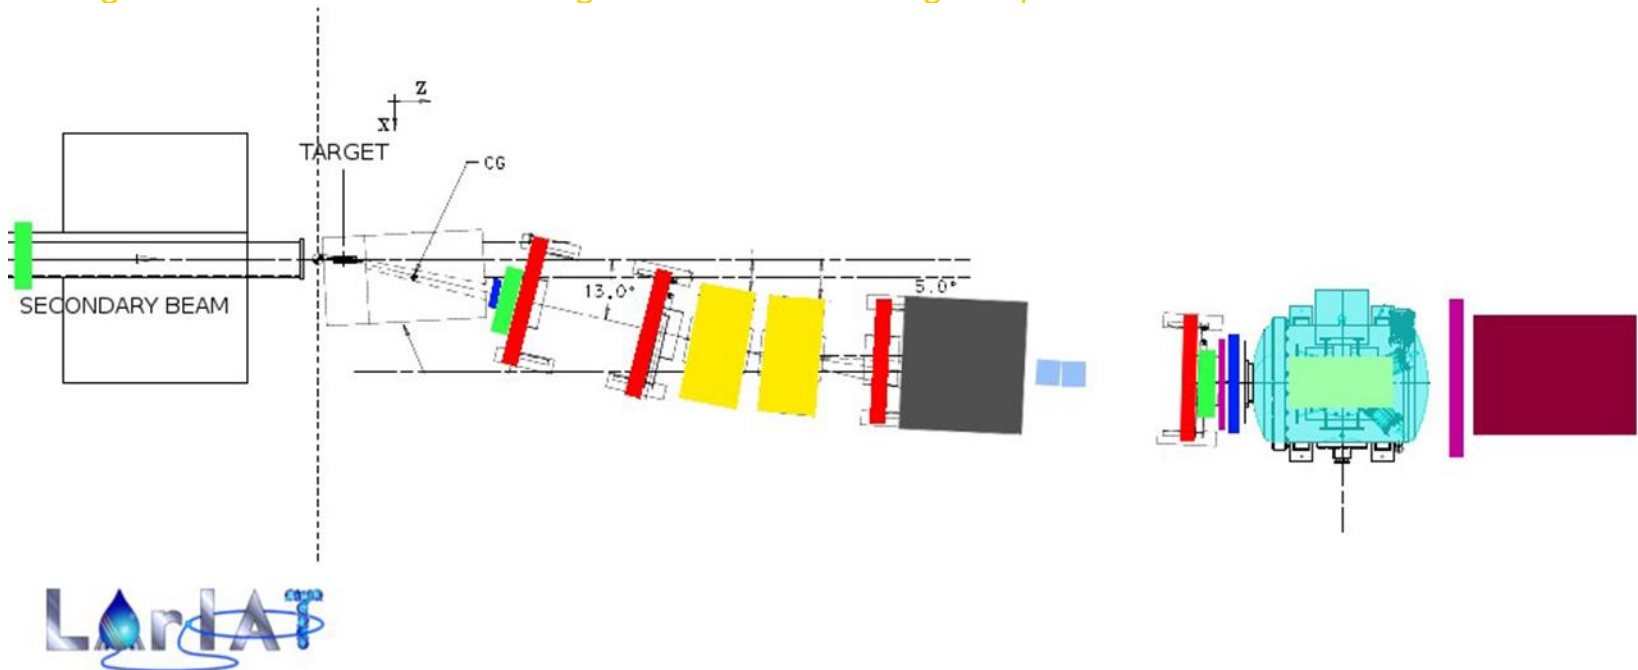 Z
X
TARGET
CG
13.0°
5.0°
SECONDARY BEAM
LArIAT